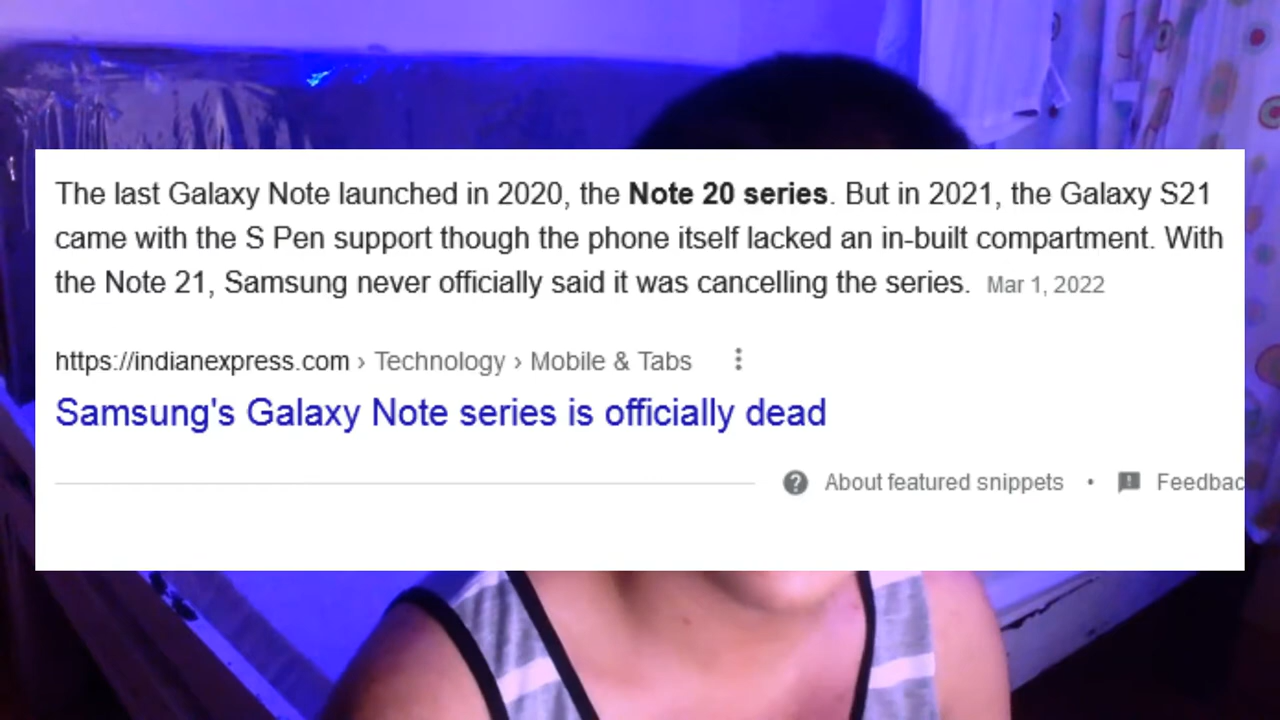 The last Galaxy Note launched in 2020, the Note 20 series. But in 2021, the Galaxy S21
came with the S Pen support though the phone itself lacked an in-built compartment. With
the Note 21, Samsung never officially said it was cancelling the series. Mar 1, 2022
https://indianexpress.com › Technology › Mobile & Tabs
Samsung's Galaxy Note series is officially dead
About featured snippets • Feedbac